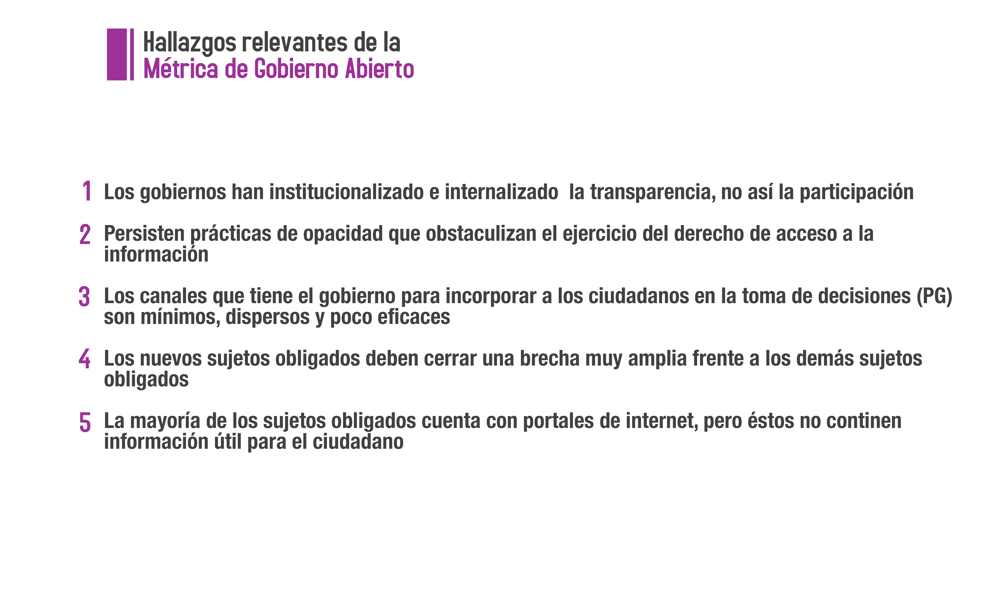 Hallazgos relevantes de la
Métrica de Gobierno Abierto
1 Los gobiernos han institucionalizado e internalizado  la transparencia, no así la participación
2 Persisten prácticas de opacidad que obstaculizan el ejercicio del derecho de acceso a la
información
3 Los canales que tiene el gobierno para incorporar a los ciudadanos en la toma de decisiones (PG)
son mínimos, dispersos y poco eficaces
4 Los nuevos sujetos obligados deben cerrar una brecha muy amplia frente a los demás sujetos
obligados
5 La mayoría de los sujetos obligados cuenta con portales de internet, pero éstos no continen
información útil para el ciudadano